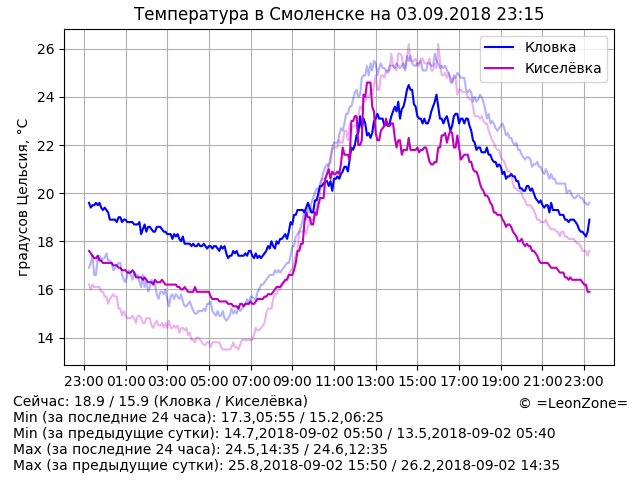 Температура в Смоленске на 03.09.2018 23:15
Кловка
Киселёвка
градусов Цельсия, °C
26
24
22
20
18
16
14
23:00 01:00 03:00 05:00 07:00 09:00 11:00 13:00 15:00 17:00 19:00 21:00 23:00
Сейчас: 18.9 / 15.9 (Кловка / Киселёвка)
© =LeonZone=
Min (за последние 24 часа): 17.3,05:55 / 15.2,06:25
Min (за предыдущие сутки): 14.7,2018-09-02 05:50 / 13.5,2018-09-02 05:40
Max (за последние 24 часа): 24.5,14:35 / 24.6,12:35
Max (за предыдущие сутки): 25.8,2018-09-02 15:50 / 26.2,2018-09-02 14:35